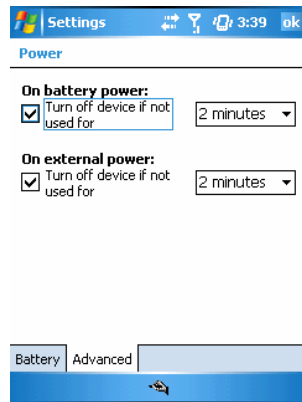 Settings 3:39 ok
Power
On battery power:
Turn off device if not
used for
2 minutes
On external power:
Turn off device if not
used for
2 minutes
Battery Advanced